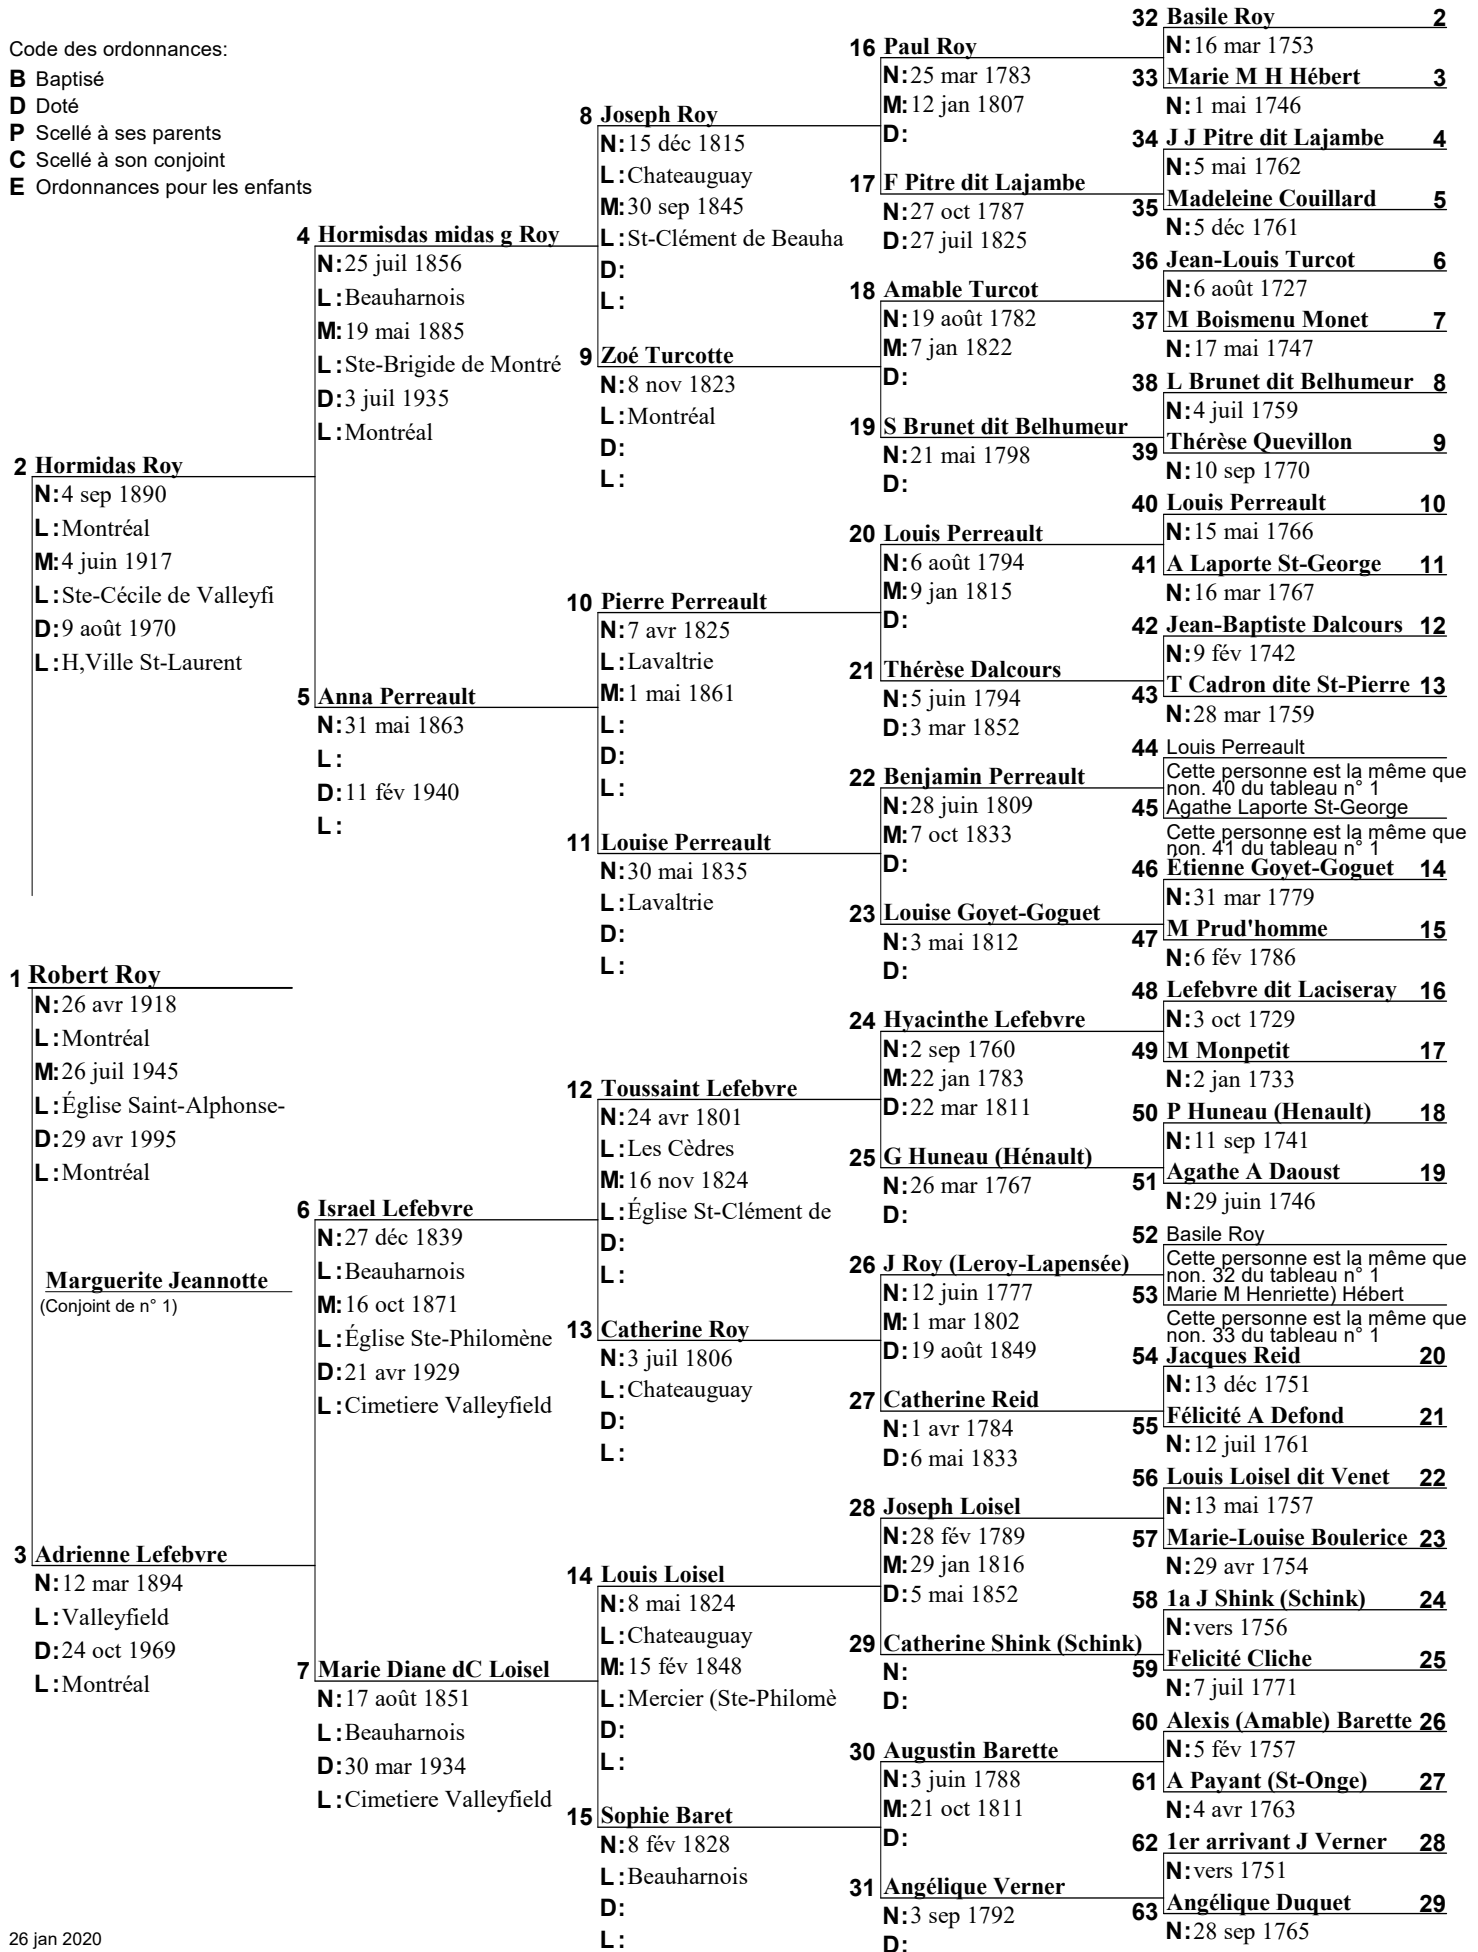 Code des ordonnances:
B Baptisé
D Doté
P Scellé à ses parents
C Scellé à son conjoint
E Ordonnances pour les enfants
1 Robert Roy
N: 26 avr 1918
L: Montréal
M: 26 juil 1945
L: Église Saint-Alphonse-
D: 29 avr 1995
L: Montréal
Marguerite Jeannotte
(Conjoint de n° 1)
2 Hormidas Roy
N: 4 sep 1890
L: Montréal
M: 4 juin 1917
L: Ste-Cécile de Valleyfi
D: 9 août 1970
L: H,Ville St-Laurent
3 Adrienne Lefebvre
N: 12 mar 1894
L: Valleyfield
D: 24 oct 1969
L: Montréal
4 Hormisdas midas g Roy
N: 25 juil 1856
L: Beauharnois
M: 19 mai 1885
L: Ste-Brigide de Montré
D: 3 juil 1935
L: Montréal
5 Anna Perreault
N: 31 mai 1863
L:
D: 11 fév 1940
L:
6 Israel Lefebvre
N: 27 déc 1839
L: Beauharnois
M: 16 oct 1871
L: Église Ste-Philomène
D: 21 avr 1929
L: Cimetiere Valleyfield
7 Marie Diane dC Loisel
N: 17 août 1851
L: Beauharnois
D: 30 mar 1934
L: Cimetiere Valleyfield
8 Joseph Roy
N: 15 déc 1815
L: Chateauguay
M: 30 sep 1845
L: St-Clément de Beauha
D:
L:
9 Zoé Turcotte
N: 8 nov 1823
L: Montréal
D:
L:
10 Pierre Perreault
N: 7 avr 1825
L: Lavaltrie
M: 1 mai 1861
L:
D:
L:
11 Louise Perreault
N: 30 mai 1835
L: Lavaltrie
D:
L:
12 Toussaint Lefebvre
N: 24 avr 1801
L: Les Cèdres
M: 16 nov 1824
L: Église St-Clément de
D:
L:
13 Catherine Roy
N: 3 juil 1806
L: Chateauguay
D:
L:
14 Louis Loisel
N: 8 mai 1824
L: Chateauguay
M: 15 fév 1848
L: Mercier (Ste-Philomè
D:
L:
15 Sophie Baret
N: 8 fév 1828
L: Beauharnois
D:
L:
16 Paul Roy
N: 25 mar 1783
M: 12 jan 1807
D:
17 F Pitre dit Lajambe
N: 27 oct 1787
D: 27 juil 1825
18 Amable Turcot
N: 19 août 1782
M: 7 jan 1822
D:
19 S Brunet dit Belhumeur
N: 21 mai 1798
D:
20 Louis Perreault
N: 6 août 1794
M: 9 jan 1815
D:
21 Thérèse Dalcours
N: 5 juin 1794
D: 3 mar 1852
22 Benjamin Perreault
N: 28 juin 1809
M: 7 oct 1833
D:
23 Louise Goyet-Goguet
N: 3 mai 1812
D:
24 Hyacinthe Lefebvre
N: 2 sep 1760
M: 22 jan 1783
D: 22 mar 1811
25 G Huneau (Hénault)
N: 26 mar 1767
D:
26 J Roy (Leroy-Lapensée)
N: 12 juin 1777
M: 1 mar 1802
D: 19 août 1849
27 Catherine Reid
N: 1 avr 1784
D: 6 mai 1833
28 Joseph Loisel
N: 28 fév 1789
M: 29 jan 1816
D: 5 mai 1852
29 Catherine Shink (Schink)
N:
D:
30 Augustin Barette
N: 3 juin 1788
M: 21 oct 1811
D:
31 Angélique Verner
N: 3 sep 1792
D:
32 Basile Roy 2
N: 16 mar 1753
33 Marie M H Hébert 3
N: 1 mai 1746
34 J J Pitre dit Lajambe 4
N: 5 mai 1762
35 Madeleine Couillard 5
N: 5 déc 1761
36 Jean-Louis Turcot 6
N: 6 août 1727
37 M Boismenu Monet 7
N: 17 mai 1747
38 L Brunet dit Belhumeur 8
N: 4 juil 1759
39 Thérèse Quevillon 9
N: 10 sep 1770
40 Louis Perreault 10
N: 15 mai 1766
41 A Laporte St-George 11
N: 16 mar 1767
42 Jean-Baptiste Dalcours 12
N: 9 fév 1742
43 T Cadron dite St-Pierre 13
N: 28 mar 1759
44 Louis Perreault
Cette personne est la même que
non. 40 du tableau n° 1
45 Agathe Laporte St-George
Cette personne est la même que
non. 41 du tableau n° 1
46 Étienne Goyet-Goguet 14
N: 31 mar 1779
47 M Prud'homme 15
N: 6 fév 1786
48 Lefebvre dit Laciseray 16
N: 3 oct 1729
49 M Monpetit 17
N: 2 jan 1733
50 P Huneau (Henault) 18
N: 11 sep 1741
51 Agathe A Daoust 19
N: 29 juin 1746
52 Basile Roy
Cette personne est la même que
non. 32 du tableau n° 1
53 Marie M Henriette) Hébert
Cette personne est la même que
non. 33 du tableau n° 1
54 Jacques Reid 20
N: 13 déc 1751
55 Félicité A Defond 21
N: 12 juil 1761
56 Louis Loisel dit Venet 22
N: 13 mai 1757
57 Marie-Louise Boulerice 23
N: 29 avr 1754
58 1a J Shink (Schink) 24
N: vers 1756
59 Felicité Cliche 25
N: 7 juil 1771
60 Alexis (Amable) Barette 26
N: 5 fév 1757
61 A Payant (St-Onge) 27
N: 4 avr 1763
62 1er arrivant J Verner 28
N: vers 1751
63 Angélique Duquet 29
N: 28 sep 1765
26 jan 2020